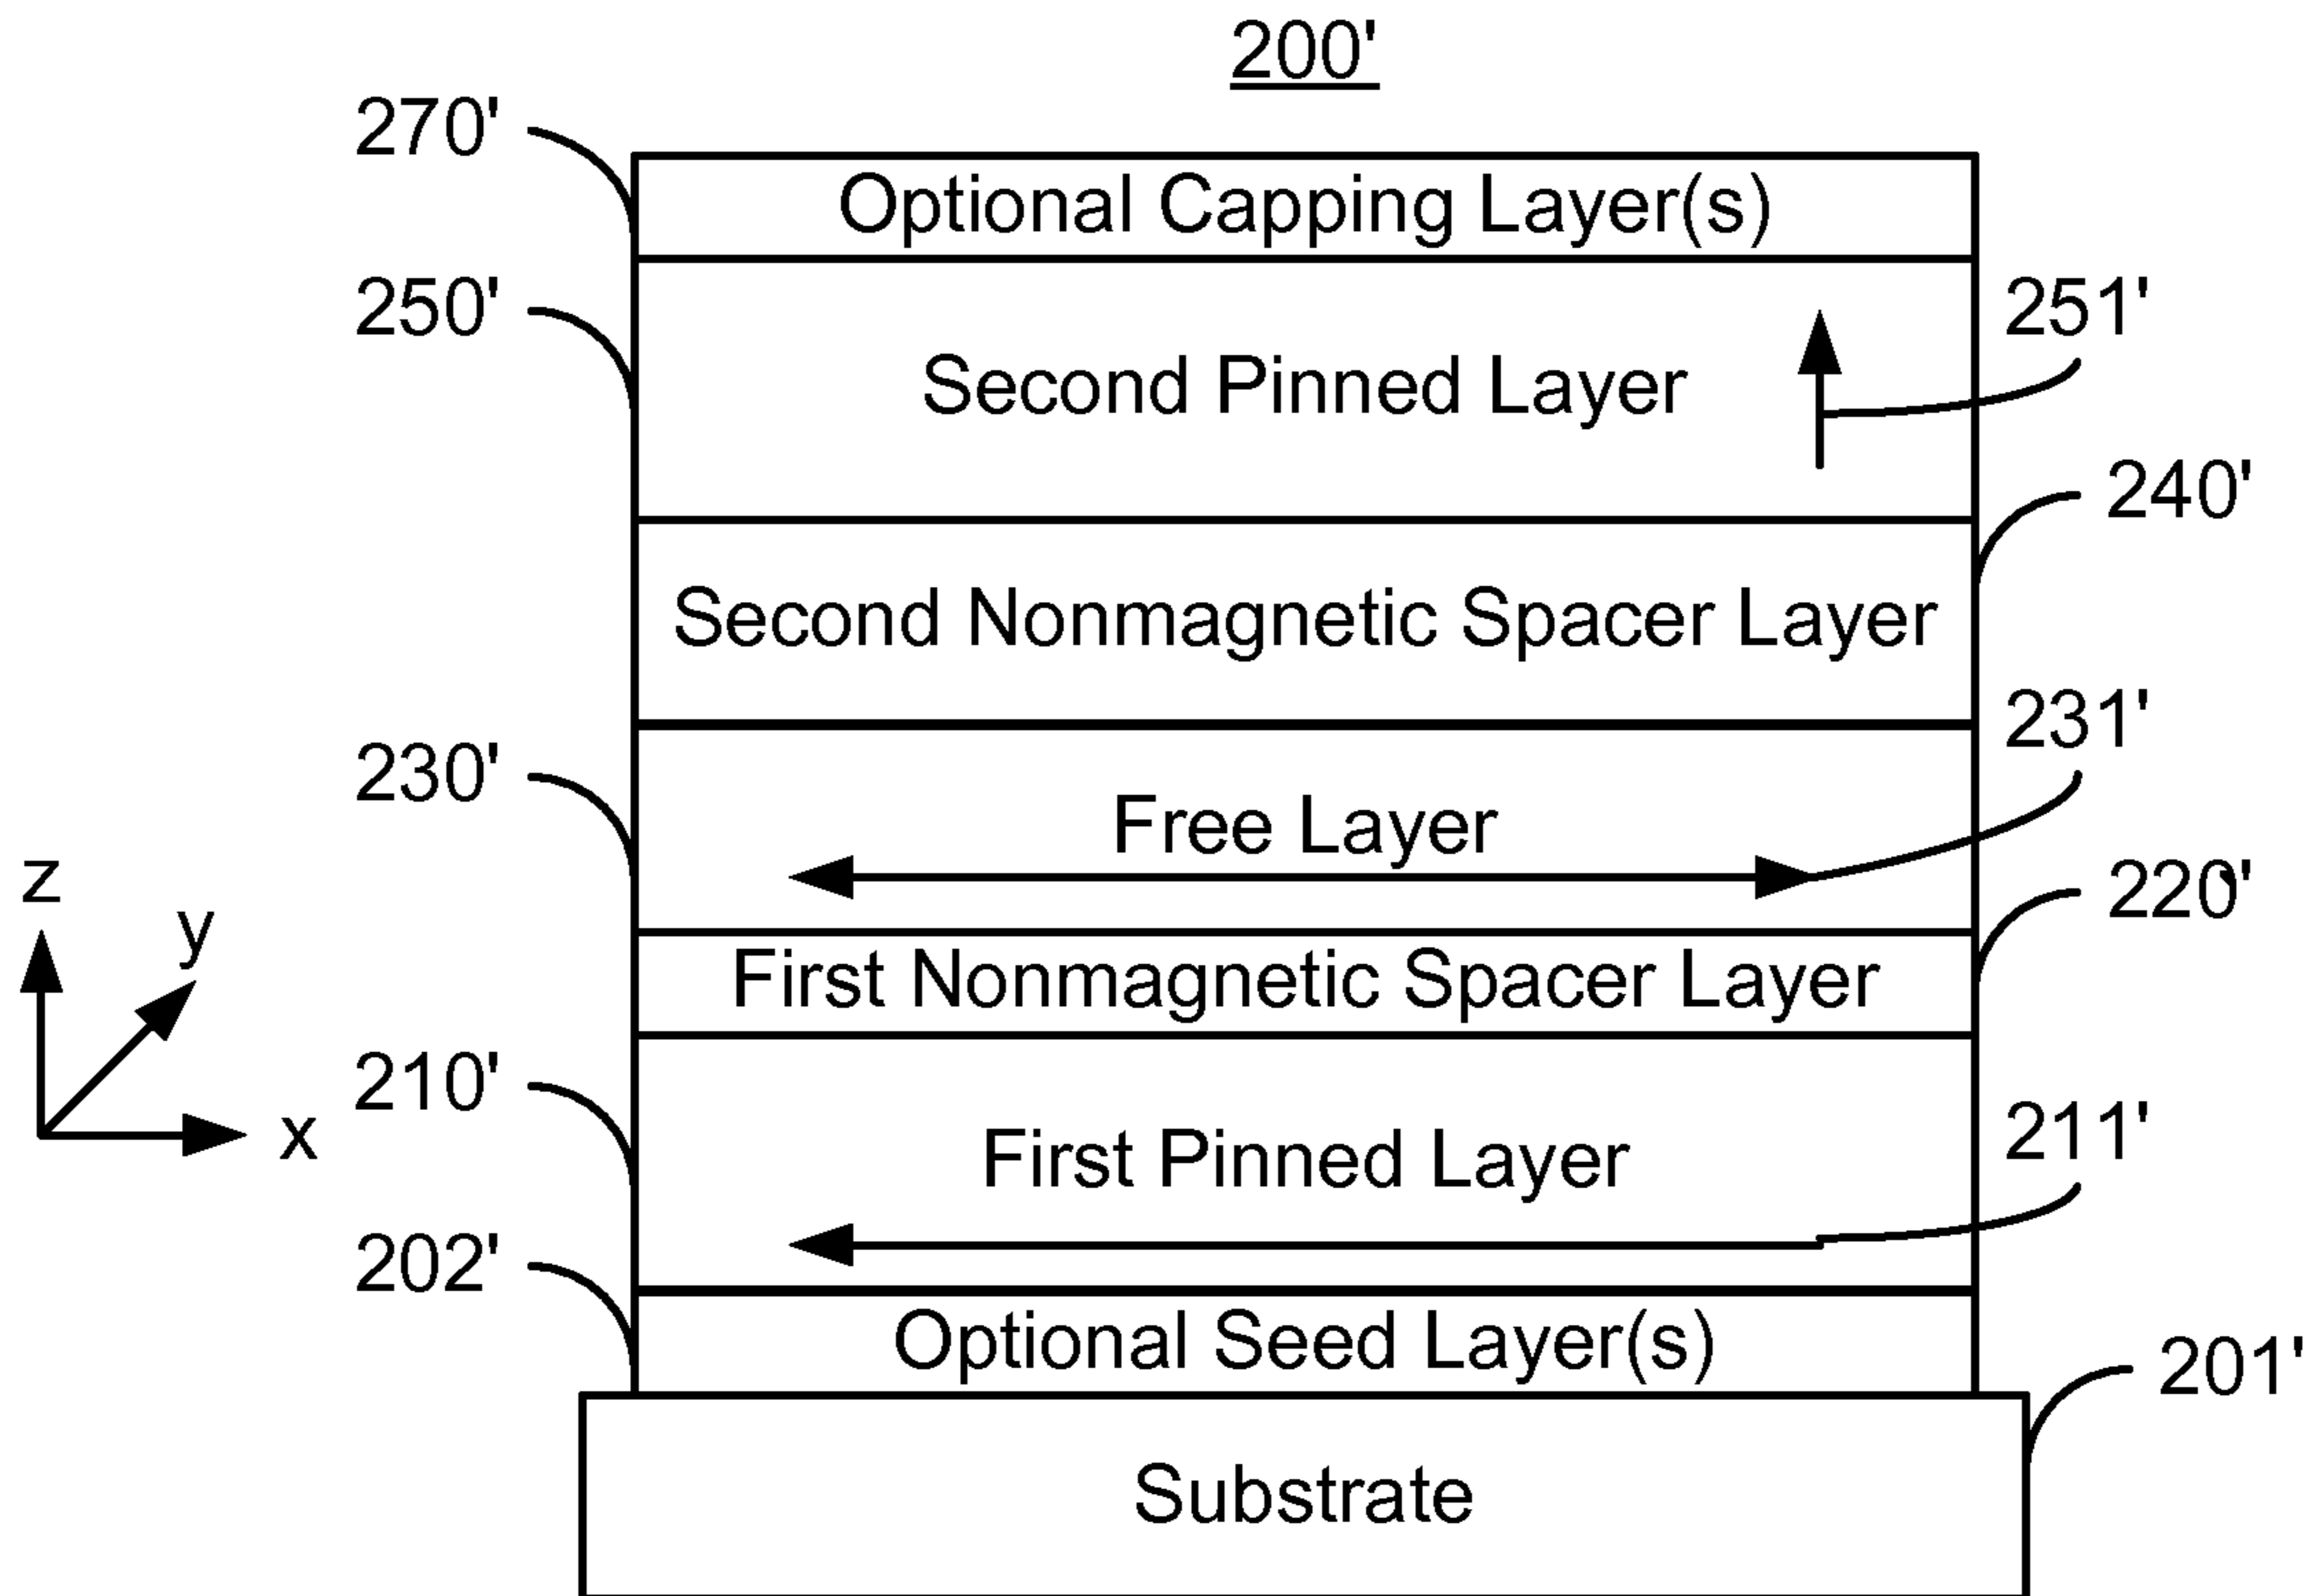 200'
270'
Optional Capping Layer(s)
250'
251'
Second Pinned Layer
240'
Second Nonmagnetic Spacer Layer
231'
230'
Free Layer
z
220'
y
First Nonmagnetic Spacer Layer
210'
x
211'
First Pinned Layer
202'
Optional Seed Layer(s)
201'
Substrate